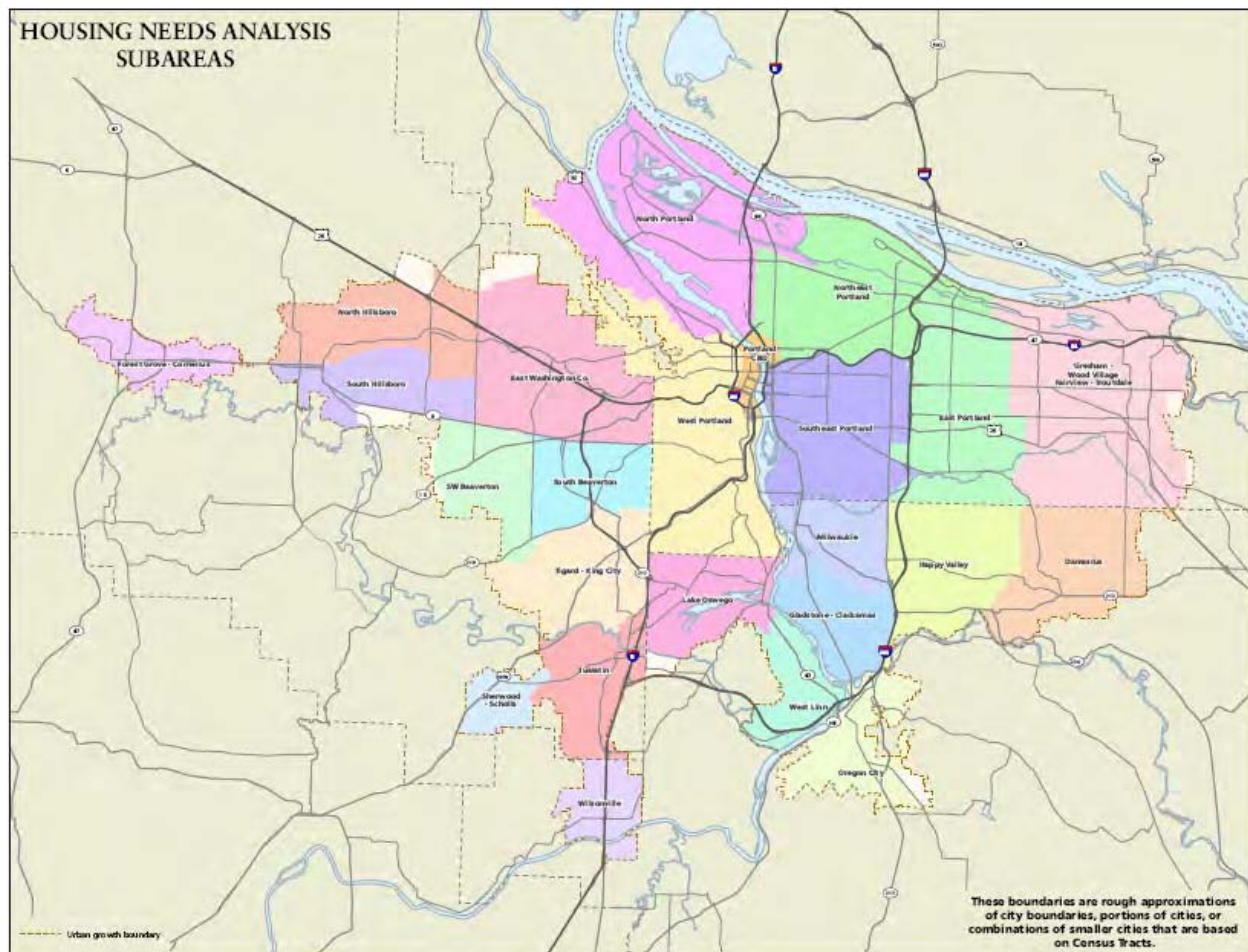 HOUSING NEEDS ANALYSIS
SUBAREAS
North Portland
Northeast
Portland
North Hillsboro
Portland
CBD
Forest Grove - Cornelius
South Hillsboro
East Washington Co.
Gresham -
Wood Village
Fairview - Troutdale
West Portland
Southeast Portland
East Portland
SW Beaverton
South Beaverton
Milwaukie
Tigard - King City
Happy Valley
Damascus
Lake Oswego
Gladstone - Clackamas
Tualatin
Sherwood
- Scholls
West Linn
Oregon City
Wilsonville
These boundaries are rough approximations
of city boundaries, portions of cities, or
combinations of smaller cities that are based
on Census Tracts.
Urban growth boundary